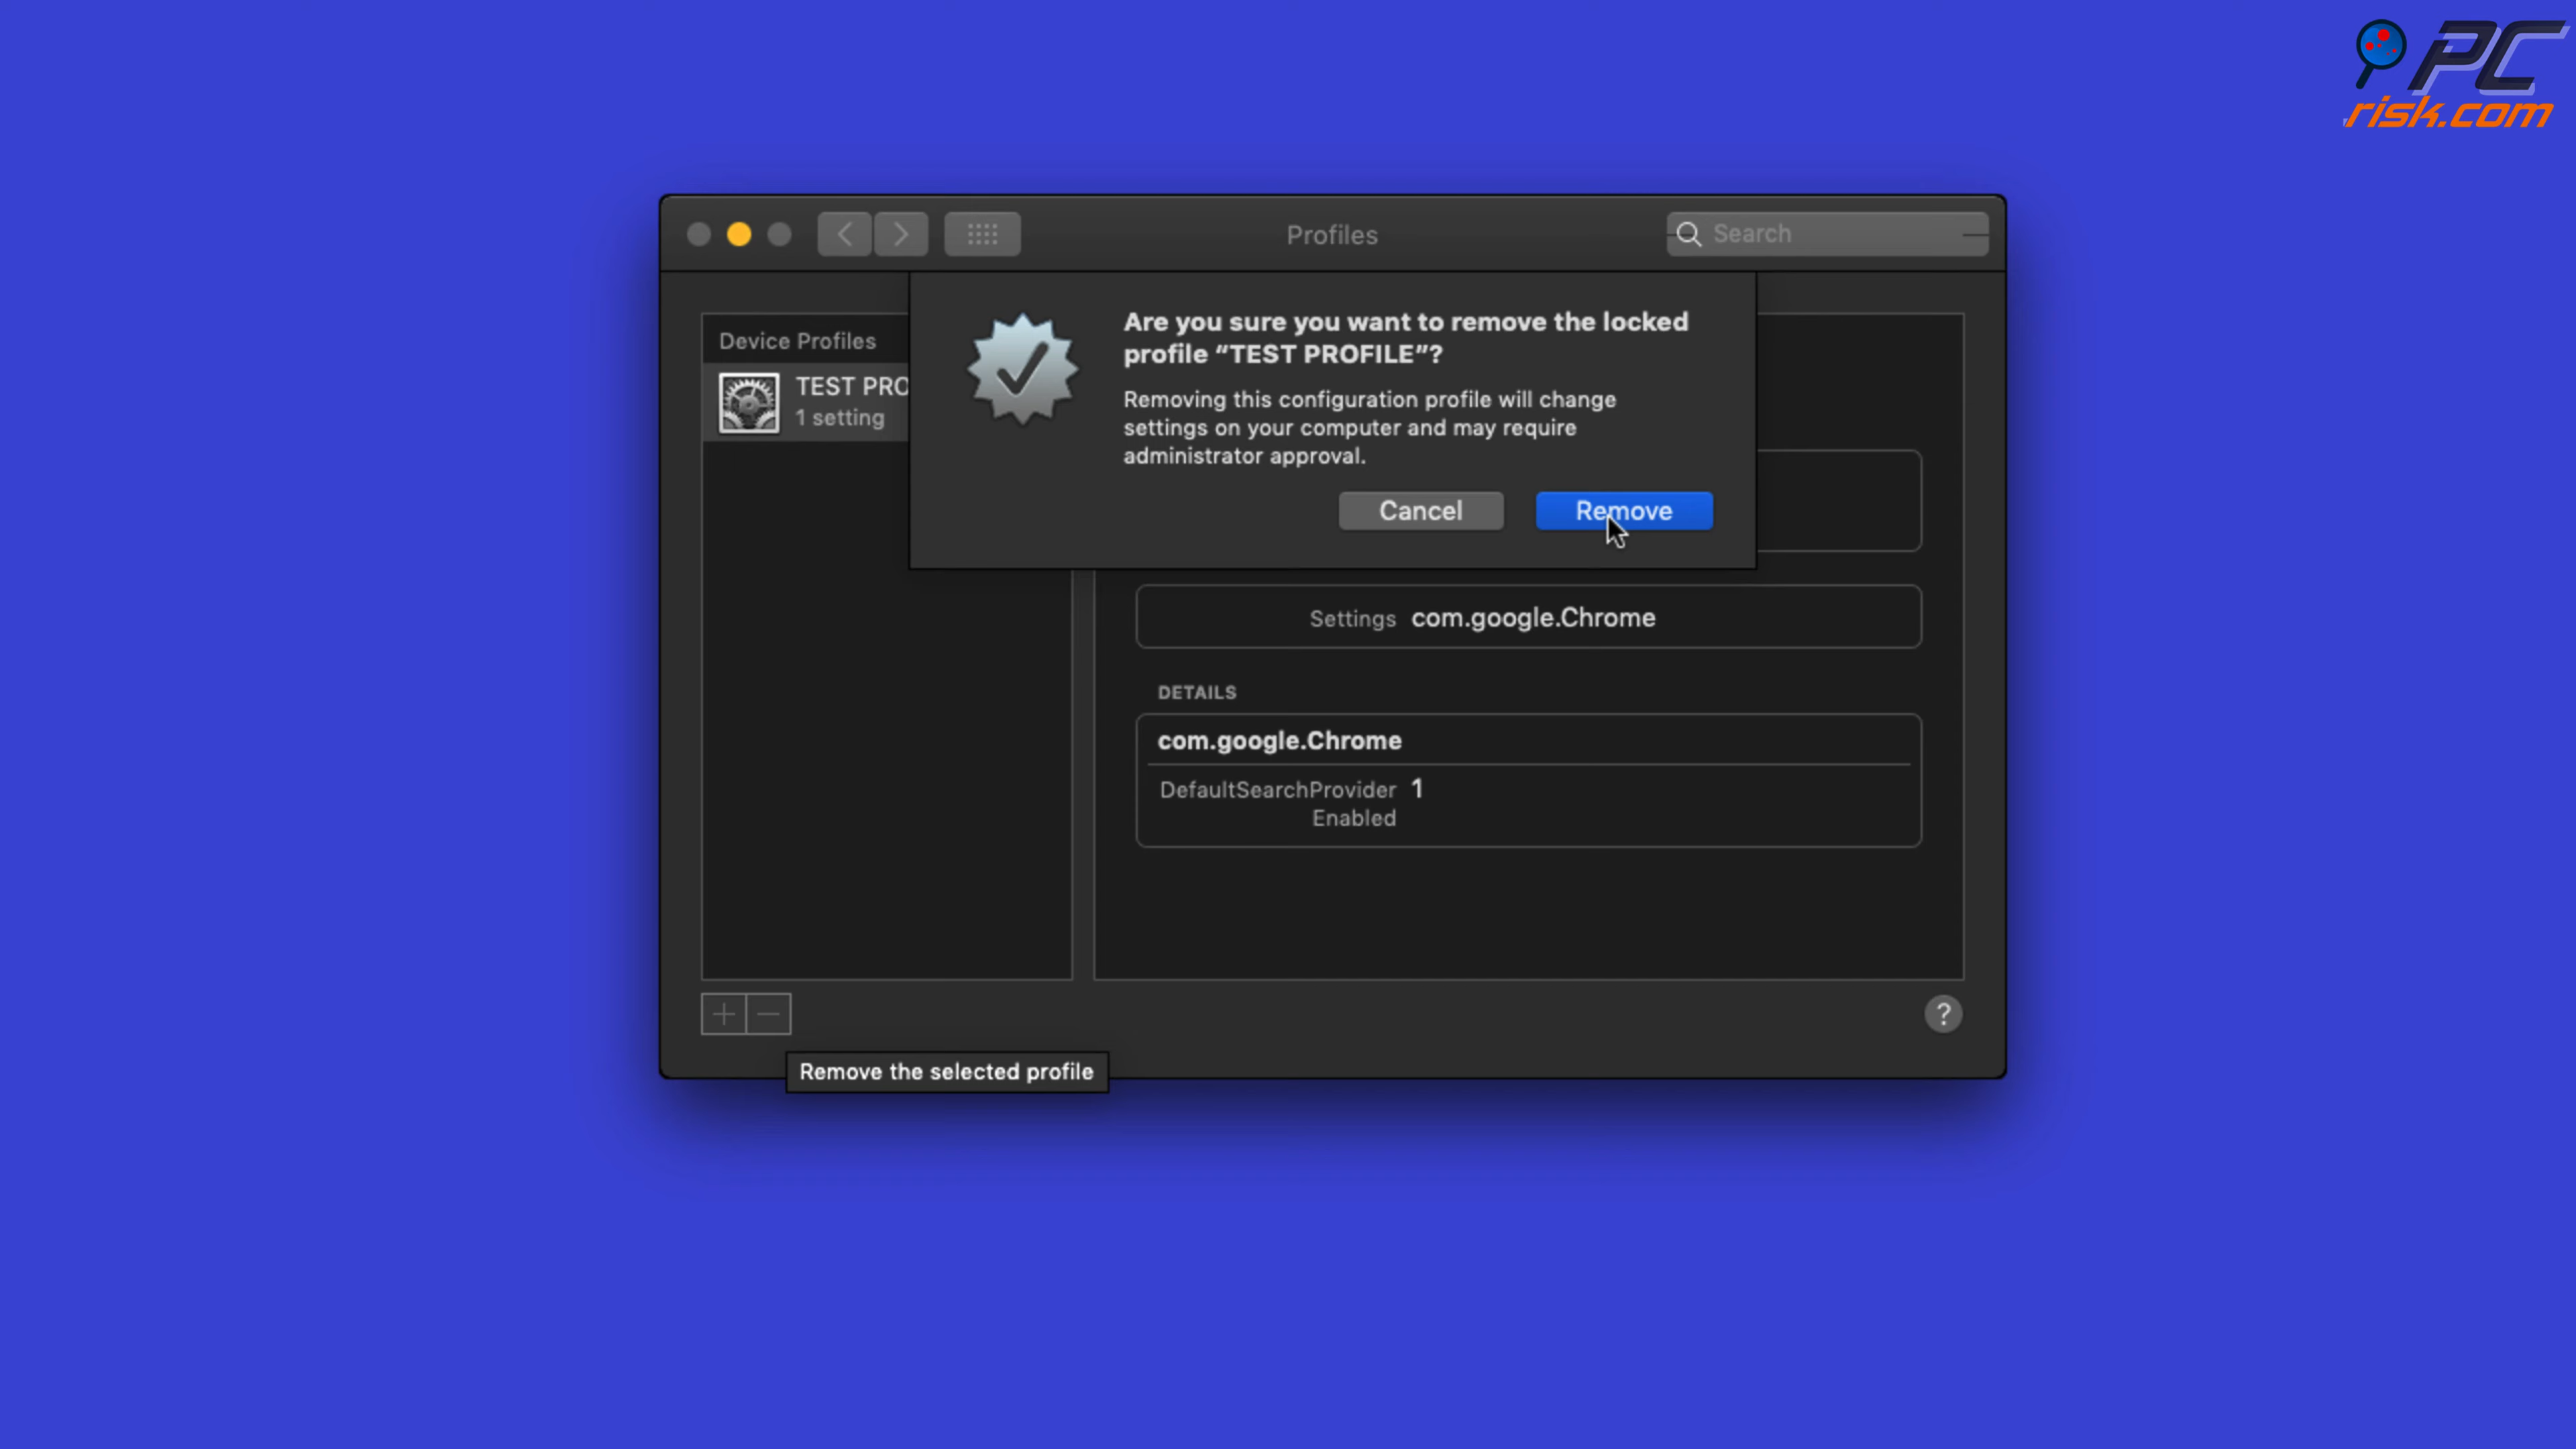 PC
risk.com
Profiles
Search
Are you sure you want to remove the locked
profile “TEST PROFILE”?
Removing this configuration profile will change
settings on your computer and may require
administrator approval.
Cancel
Remove
Device Profiles
TEST PRO
1 setting
Settings com.google.Chrome
DETAILS
com.google.Chrome
DefaultSearchProvider 1
Enabled
?
Remove the selected profile